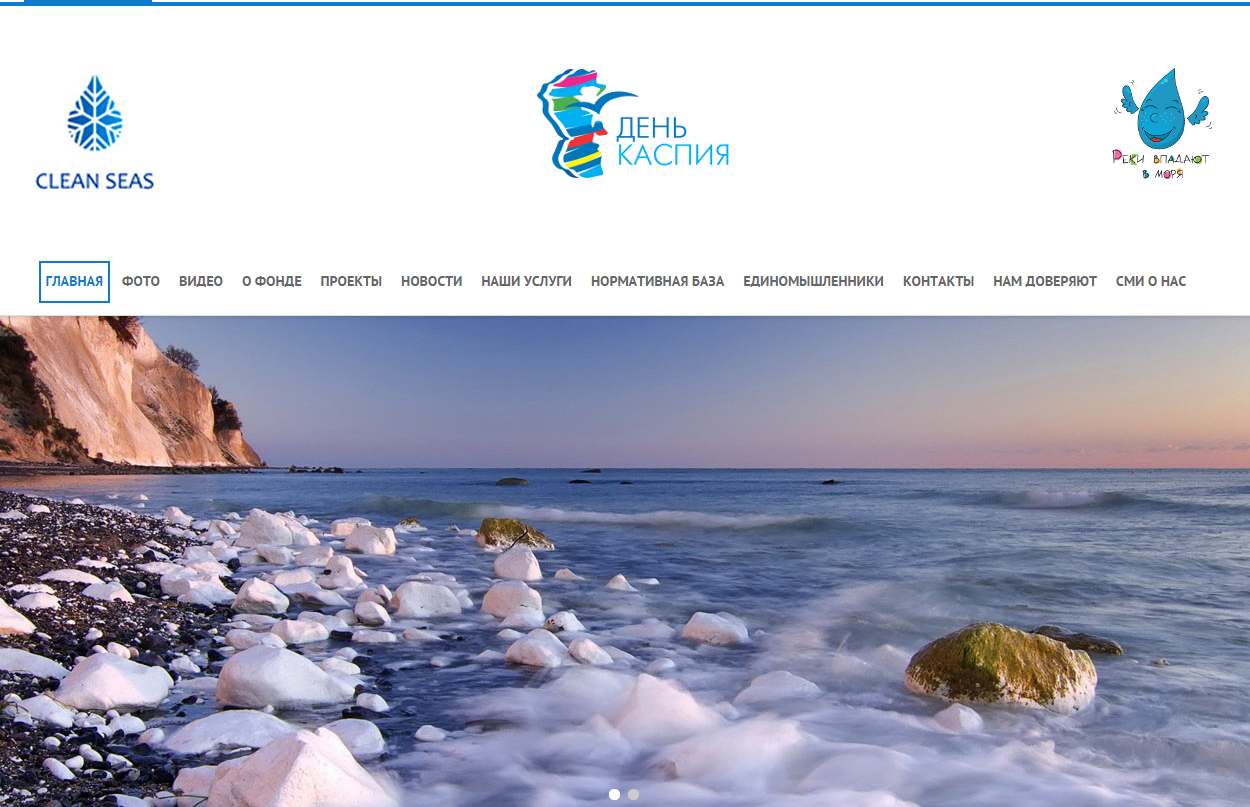 CLEAN SEAS
ДЕНЬ
КАСПИЯ
Реки впадают
в моря
ГЛАВНАЯ ФОТО ВИДЕО О ФОНДЕ ПРОЕКТЫ НОВОСТИ НАШИ УСЛУГИ НОРМАТИВНАЯ БАЗА ЕДИНОМЫШЛЕННИКИ КОНТАКТЫ НАМ ДОВЕРЯЮТ СМИ О НАС